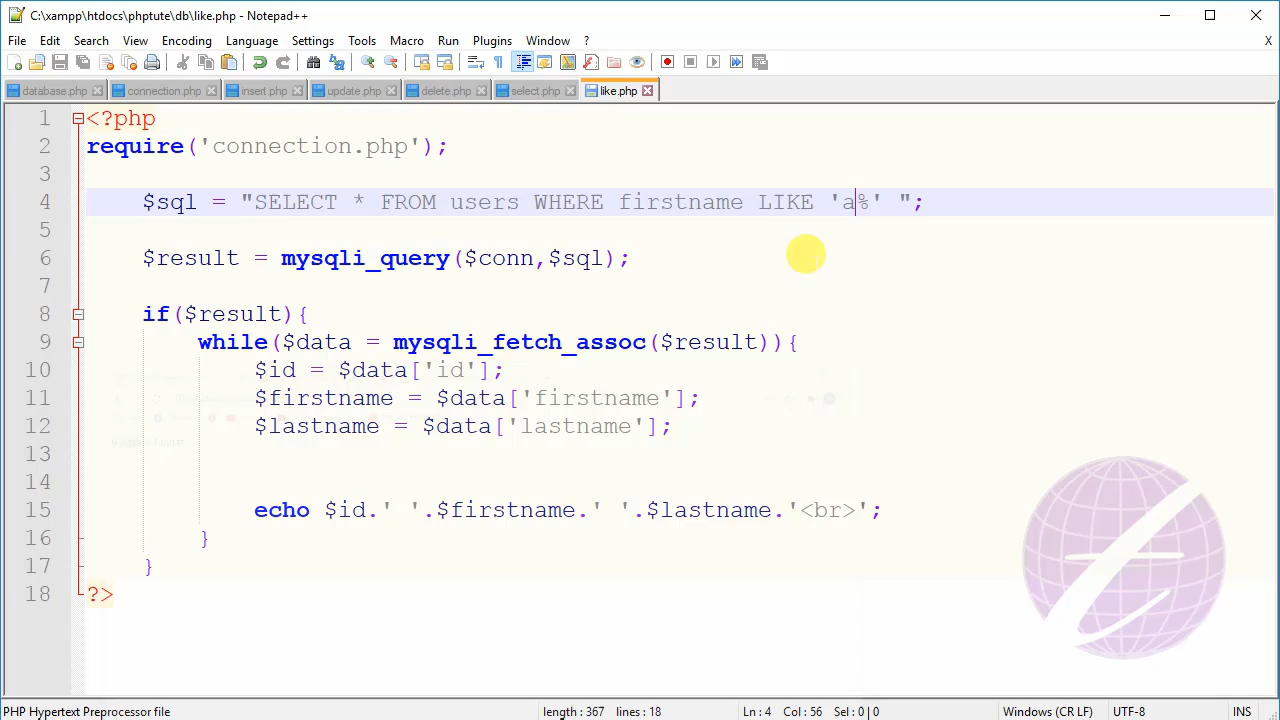 C:\xampp\htdocs\phptute\db\like.php - Notepad++
File Edit Search View Encoding Language Settings Tools Macro Run Plugins Window ? X
database.php connection.php insert.php update.php delete.php select.php like.php
1 <?php
2 require('connection.php');
3
4 $sql = "SELECT * FROM users WHERE firstname LIKE 'a%' ";
5
6 $result = mysqli_query($conn,$sql);
7
8 if($result){
9 while($data = mysqli_fetch_assoc($result)){
10 $id = $data['id'];
11 $firstname = $data['firstname'];
12 $lastname = $data['lastname'];
13
14
15 echo $id.' '.$firstname.' '.$lastname.'<br>';
16 }
17 }
18 ?>
PHP Hypertext Preprocessor file length : 367 lines : 18 Ln : 4 Col : 56 Sel : 0 | 0 Windows (CR LF) UTF-8 INS